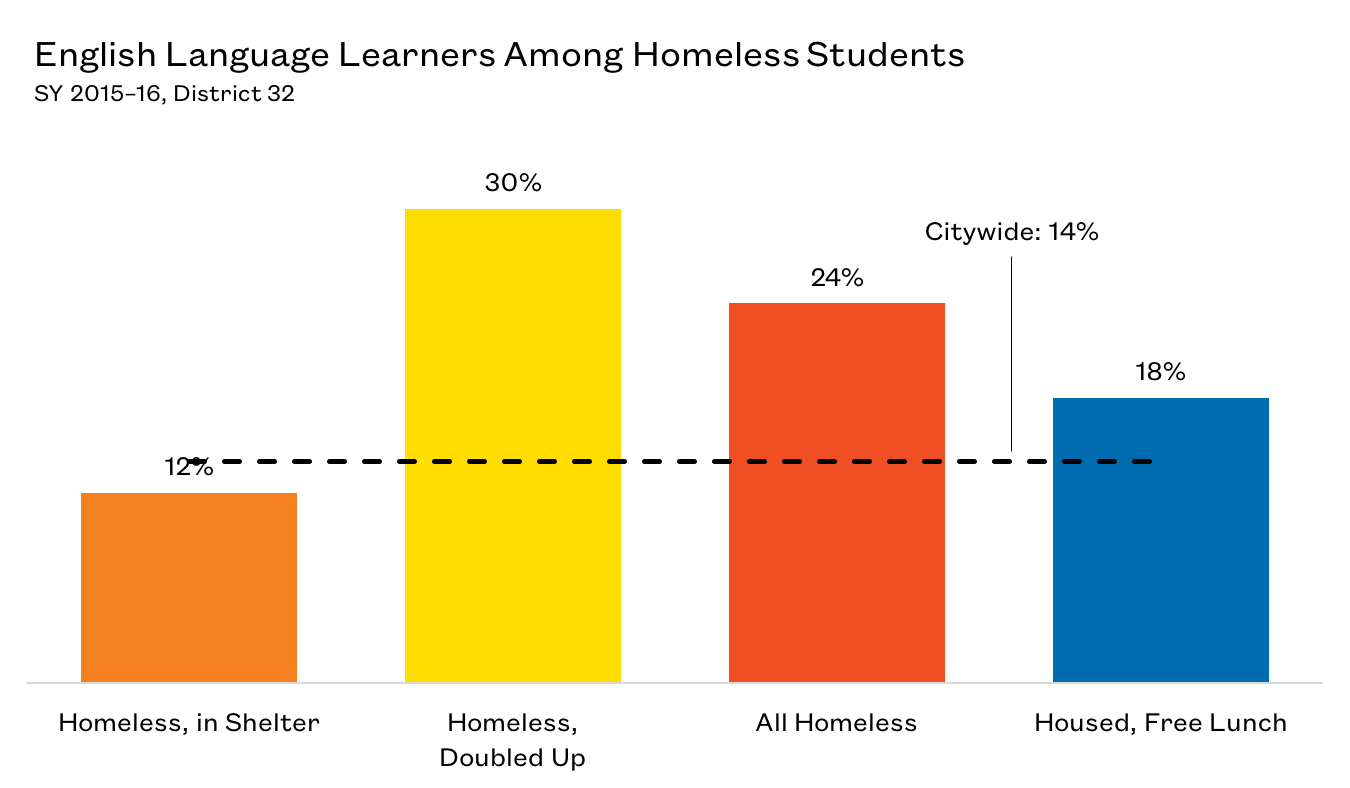 English Language Learners Among Homeless Students
SY 2015–16, District 32
30%
Citywide: 14%
24%
18%
12%
Homeless, in Shelter
Homeless,
Doubled Up
All Homeless
Housed, Free Lunch